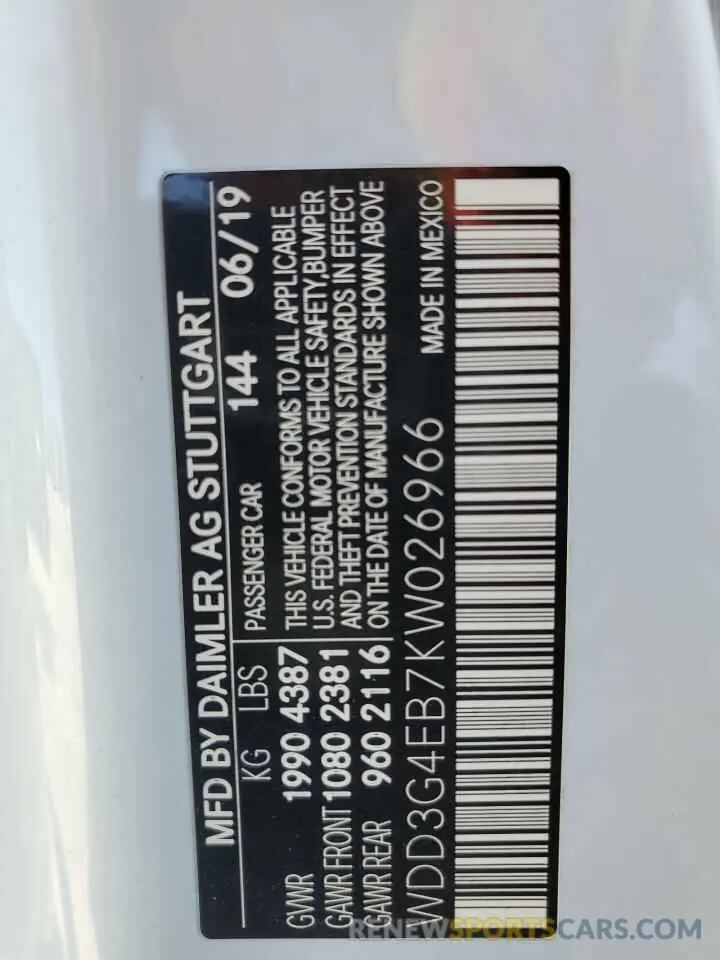 MFD BY DAIMLER AG STUTTGART
KG LBS PASSENGER CAR 144 06/19
GVWR 1990 4387 THIS VEHICLE CONFORMS TO ALL APPLICABLE
GAWR FRONT 1080 2381 U.S. FEDERAL MOTOR VEHICLE SAFETY,BUMPER
AND THEFT PREVENTION STANDARDS IN EFFECT
GAWR REAR 960 2116 ON THE DATE OF MANUFACTURE SHOWN ABOVE
WDD3G4EB7KW026966 MADE IN MEXICO
RENEWSPORTSCARS.COM